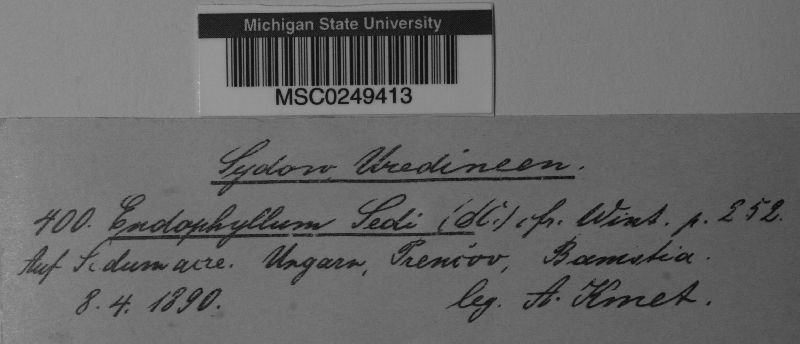 Michigan State University
MSC0249413
Sydow, Uredineen.
400. Endophyllum Sedi (DC.) cfr. Wint. p. 252.
Auf Sedum acre. Ungarn, Prenčov,
8. 4. 1890. leg. A. Kmet.